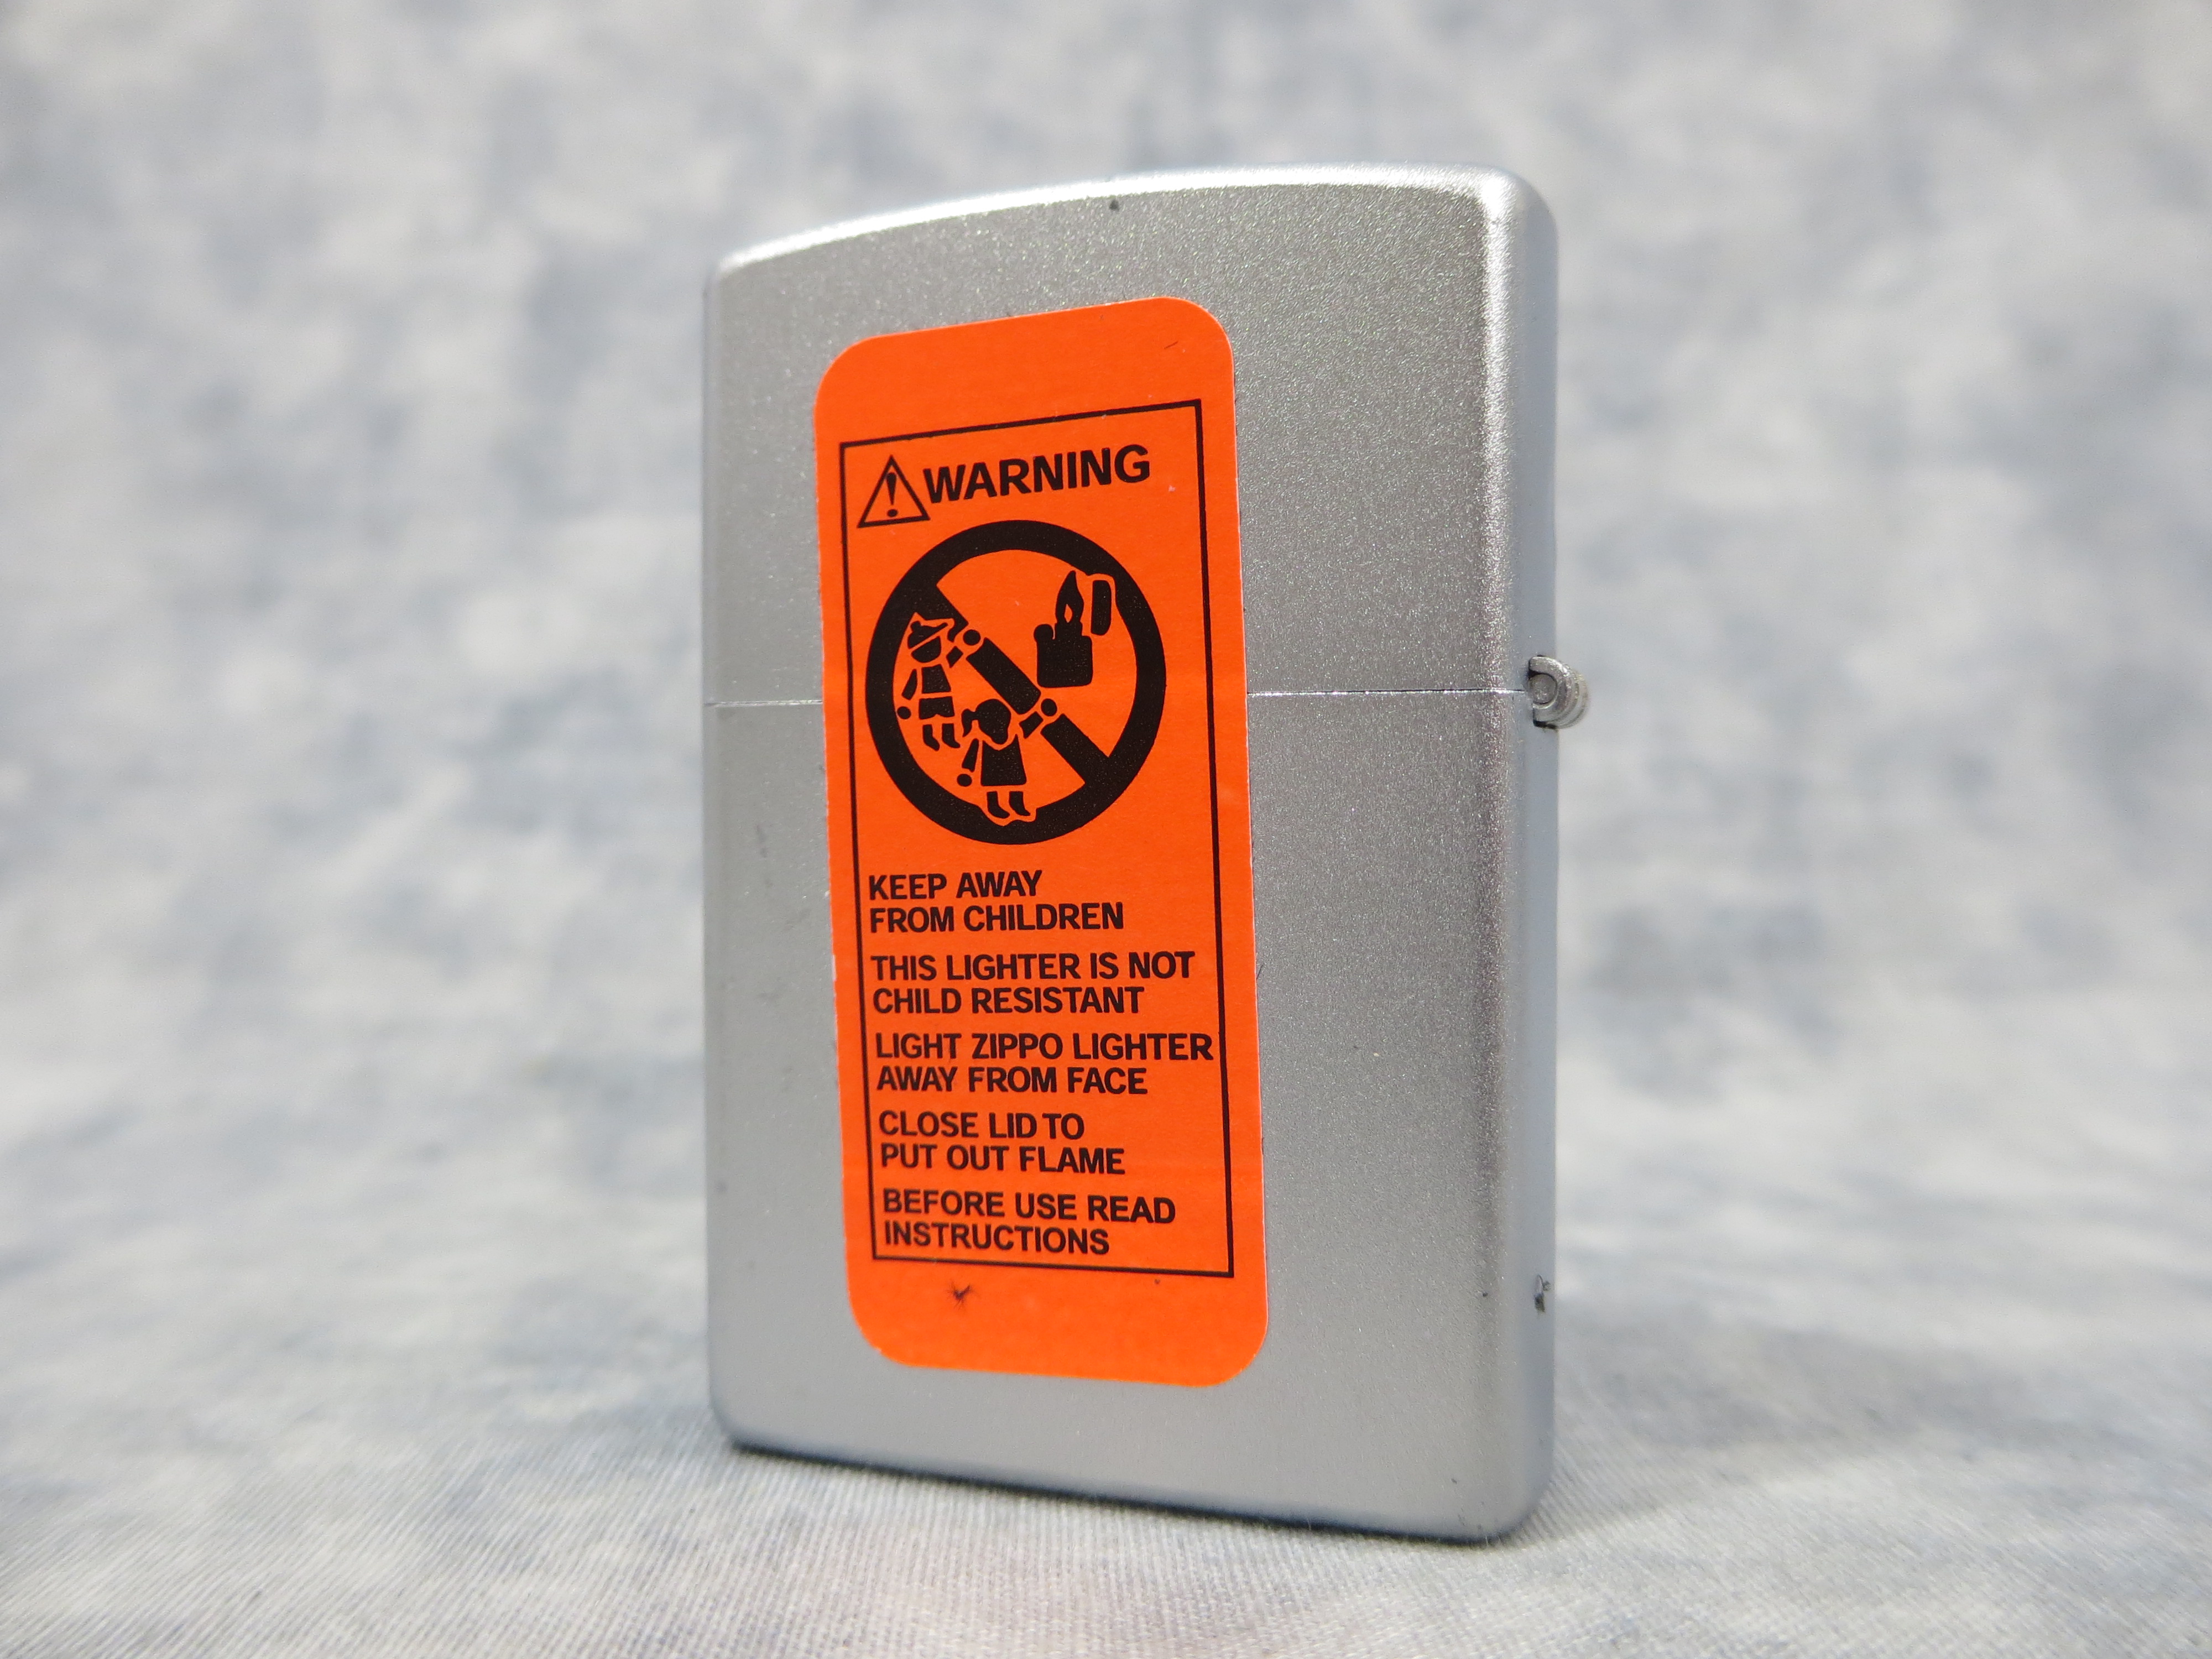 WARNING
KEEP AWAY
FROM CHILDREN
THIS LIGHTER IS NOT
CHILD RESISTANT
LIGHT ZIPPO LIGHTER
AWAY FROM FACE
CLOSE LID TO
PUT OUT FLAME
BEFORE USE READ
INSTRUCTIONS